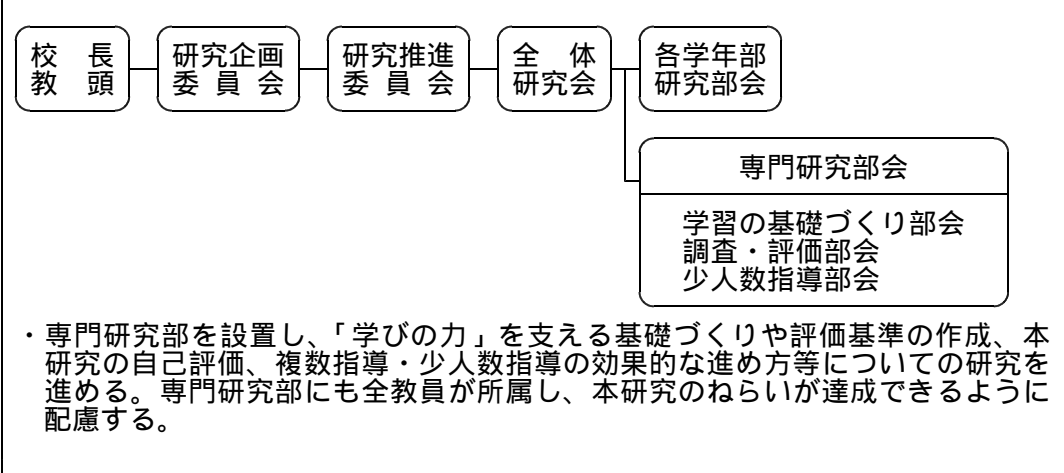 校　長
教　頭
研究企画
委 員 会
研究推進
委 員 会
全　体
研究会
各学年部
研究部会
専門研究部会
学習の基礎づくり部会
調査・評価部会
少人数指導部会
・専門研究部を設置し、「学びの力」を支える基礎づくりや評価基準の作成、本
研究の自己評価、複数指導・少人数指導の効果的な進め方等についての研究を
進める。専門研究部にも全教員が所属し、本研究のねらいが達成できるように
配慮する。